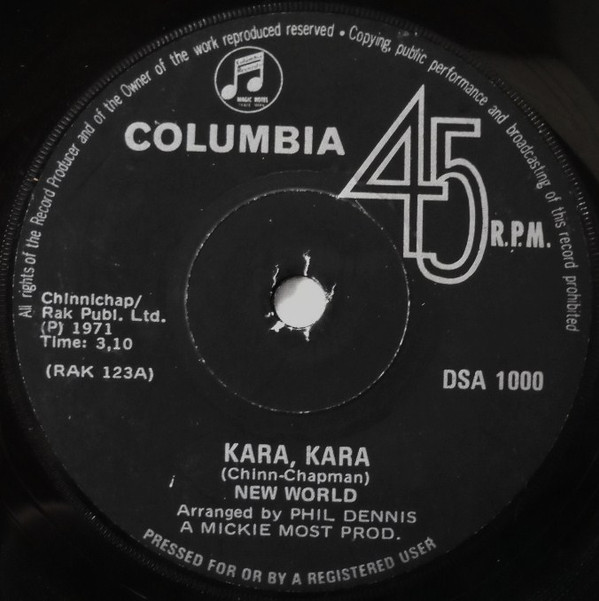 All rights of the Record Producer and of the Owner of the work reproduced reserved • Copying, public performance and broadcasting of this record prohibited
COLUMBIA
45
R.P.M.
Chinnichap/
Rak Publ. Ltd.
(P) 1971
Time: 3,10
(RAK 123A)
DSA 1000
KARA, KARA
(Chinn-Chapman)
NEW WORLD
Arranged by PHIL DENNIS
A MICKIE MOST PROD.
PRESSED FOR OR BY A REGISTERED USER